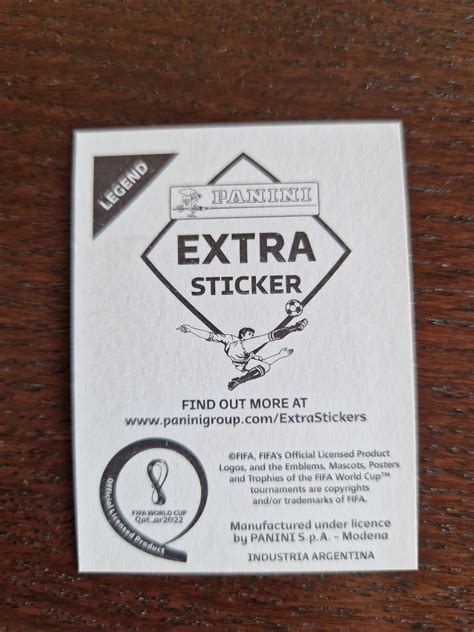 LEGEND
PANINI
EXTRA
STICKER
FIND OUT MORE AT
www.paninigroup.com/ExtraStickers
©FIFA, FIFA's Official Licensed Product
Logos, and the Emblems, Mascots, Posters
and Trophies of the FIFA World Cup™
tournaments are copyrights
and/or trademarks of FIFA.
FIFA WORLD CUP
Qatar2022
Official Licensed Product
Manufactured under licence
by PANINI S.p.A. - Modena
INDUSTRIA ARGENTINA